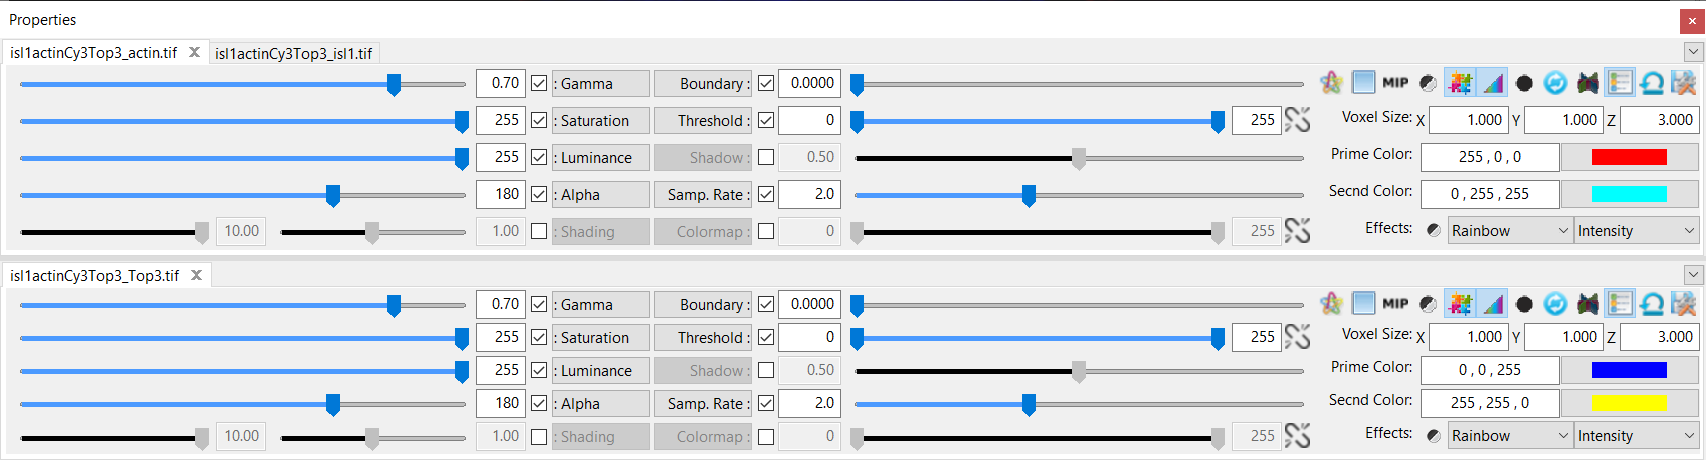 Properties
isl1actinCy3Top3_actin.tif isl1actinCy3Top3_isl1.tif
0.70 : Gamma Boundary : 0.0000 MIP
255 : Saturation Threshold : 0 255 Voxel Size: X 1.000 Y 1.000 Z 3.000
255 : Luminance Shadow : 0.50 Prime Color: 255 , 0 , 0
180 : Alpha Samp. Rate : 2.0 Secnd Color: 0 , 255 , 255
10.00 1.00 : Shading Colormap : 0 255 Effects: Rainbow Intensity
isl1actinCy3Top3_Top3.tif
0.70 : Gamma Boundary : 0.0000 MIP
255 : Saturation Threshold : 0 255 Voxel Size: X 1.000 Y 1.000 Z 3.000
255 : Luminance Shadow : 0.50 Prime Color: 0 , 0 , 255
180 : Alpha Samp. Rate : 2.0 Secnd Color: 255 , 255 , 0
10.00 1.00 : Shading Colormap : 0 255 Effects: Rainbow Intensity